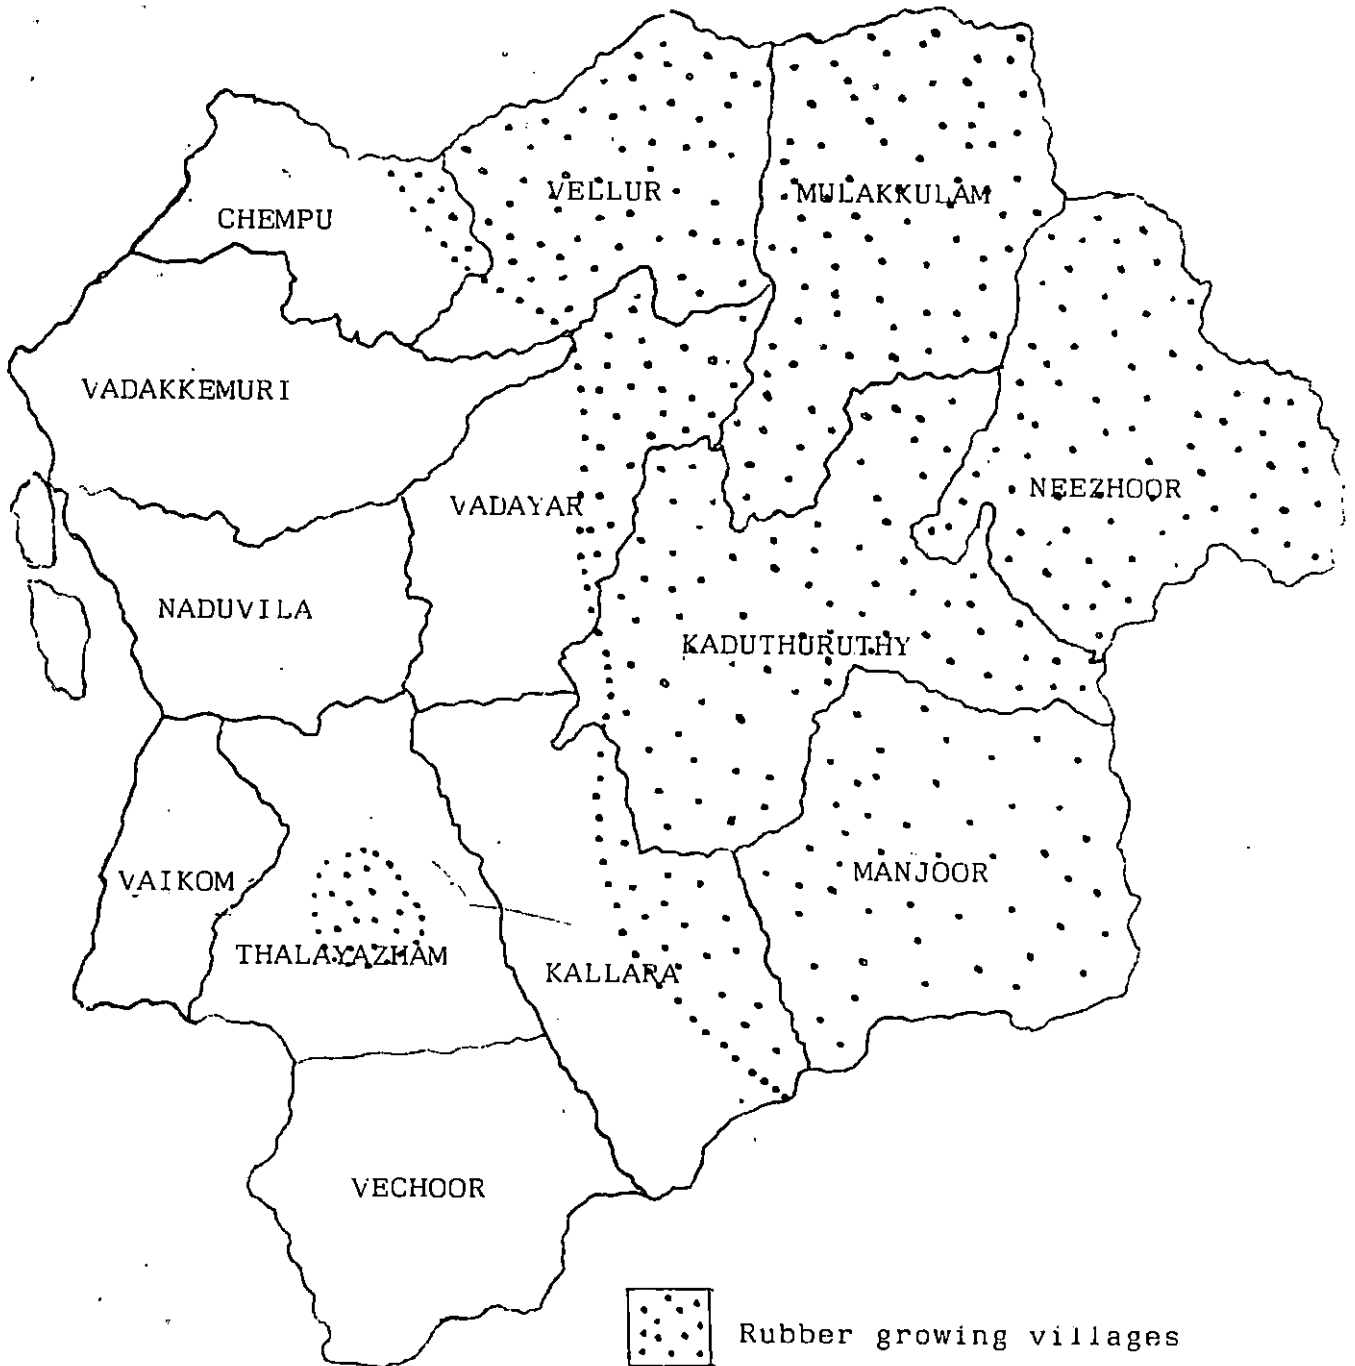 VELLUR
MULAKKULAM
CHEMPU
VADAKKEMURI
NEEZHOOR
VADAYAR
NADUVILA
KADUTHURUTHY
MANJOOR
VAIKOM
THALAYAZHAM
KALLARA
VECHOOR
Rubber growing villages